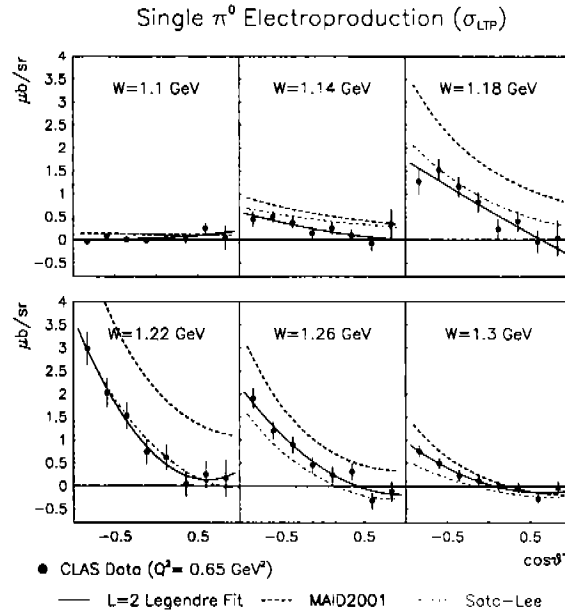 Single π⁰ Electroproduction (σ_LTP)
μb/sr
4
3.5
3
2.5
2
1.5
1
0.5
0
-0.5
W=1.1 GeV
W=1.14 GeV
W=1.18 GeV
μb/sr
4
3.5
3
2.5
2
1.5
1
0.5
0
-0.5
W=1.22 GeV
W=1.26 GeV
W=1.3 GeV
-0.5 0.5 -0.5 0.5 -0.5 0.5
cosϑ*
CLAS Data (Q²= 0.65 GeV²)
L=2 Legendre Fit MAID2001 Sato-Lee